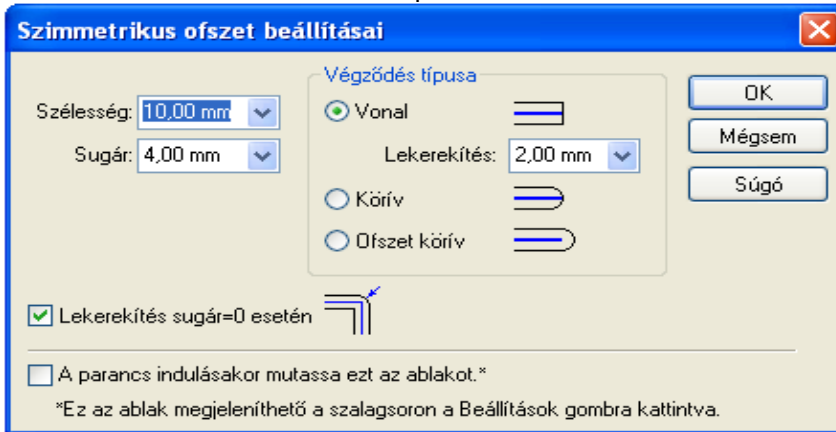 Szimmetrikus ofszet beállításai
Szélesség: 10,00 mm
Sugár: 4,00 mm
Végződés típusa
Vonal
Lekerekítés: 2,00 mm
Körív
Ofszet körív
OK
Mégsem
Súgó
Lekerekítés sugár=0 esetén
A parancs indulásakor mutassa ezt az ablakot.*
*Ez az ablak megjeleníthető a szalagsoron a Beállítások gombra kattintva.